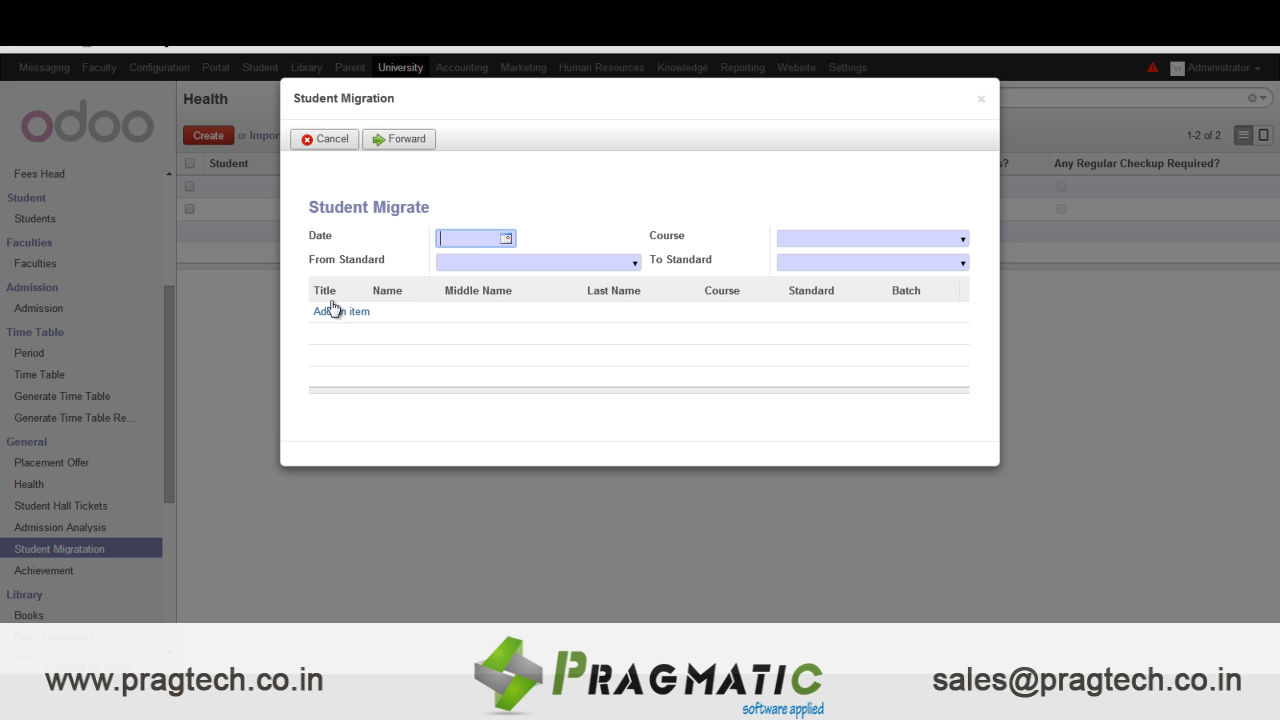 Messaging Faculty Configuration Portal Student Library Parent University Accounting Marketing Human Resources Knowledge Reporting Website Settings Administrator
odoo
Fees Head
Student
Students
Faculties
Faculties
Admission
Admission
Time Table
Period
Time Table
Generate Time Table
Generate Time Table Re...
General
Placement Offer
Health
Student Hall Tickets
Admission Analysis
Student Migratation
Achievement
Library
Books
Health
Create or Impor
1-2 of 2
Student
s?
Any Regular Checkup Required?
Student Migration
×
Cancel Forward
Student Migrate
Date Course
From Standard To Standard
Title Name Middle Name Last Name Course Standard Batch
Add an item
www.pragtech.co.in
PRAGMATIC
software applied
sales@pragtech.co.in